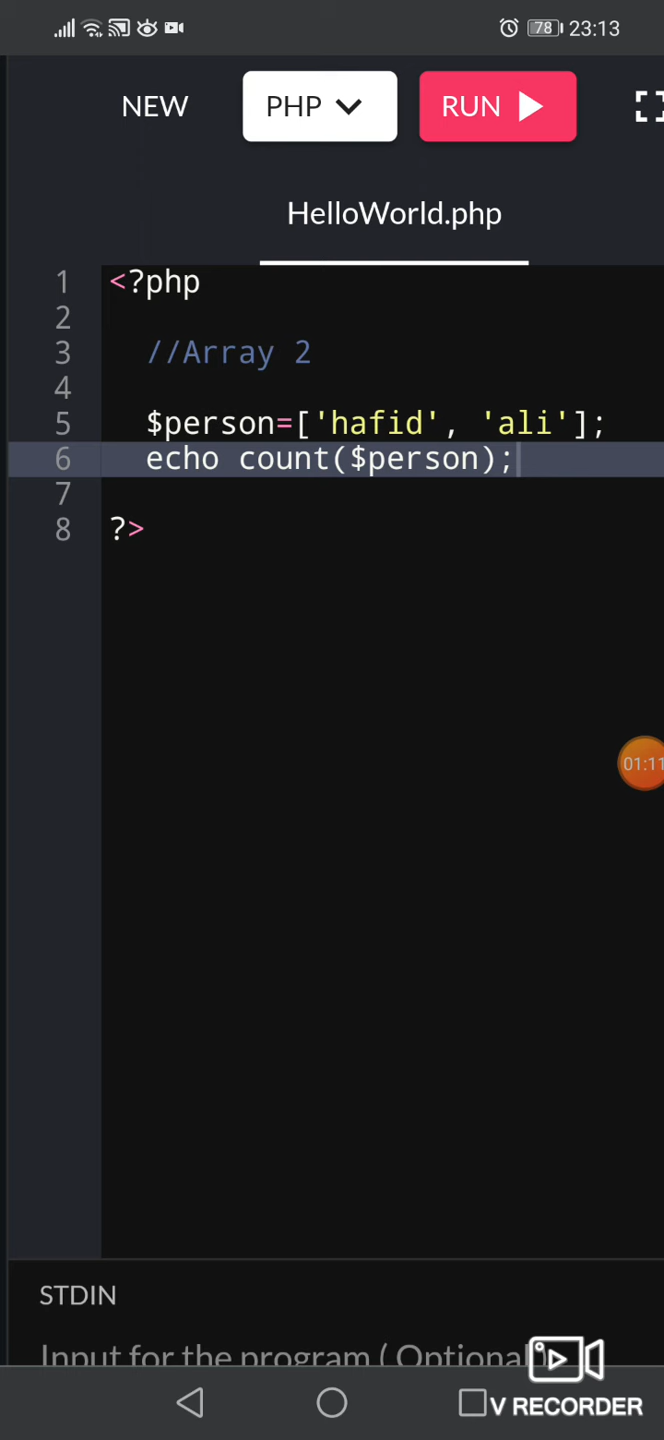 78 23:13
NEW PHP RUN
HelloWorld.php
1 <?php
2
3 //Array 2
4
5 $person=['hafid', 'ali'];
6 echo count($person);
7
8 ?>
01:11
STDIN
Input for the program ( Optional )
V RECORDER